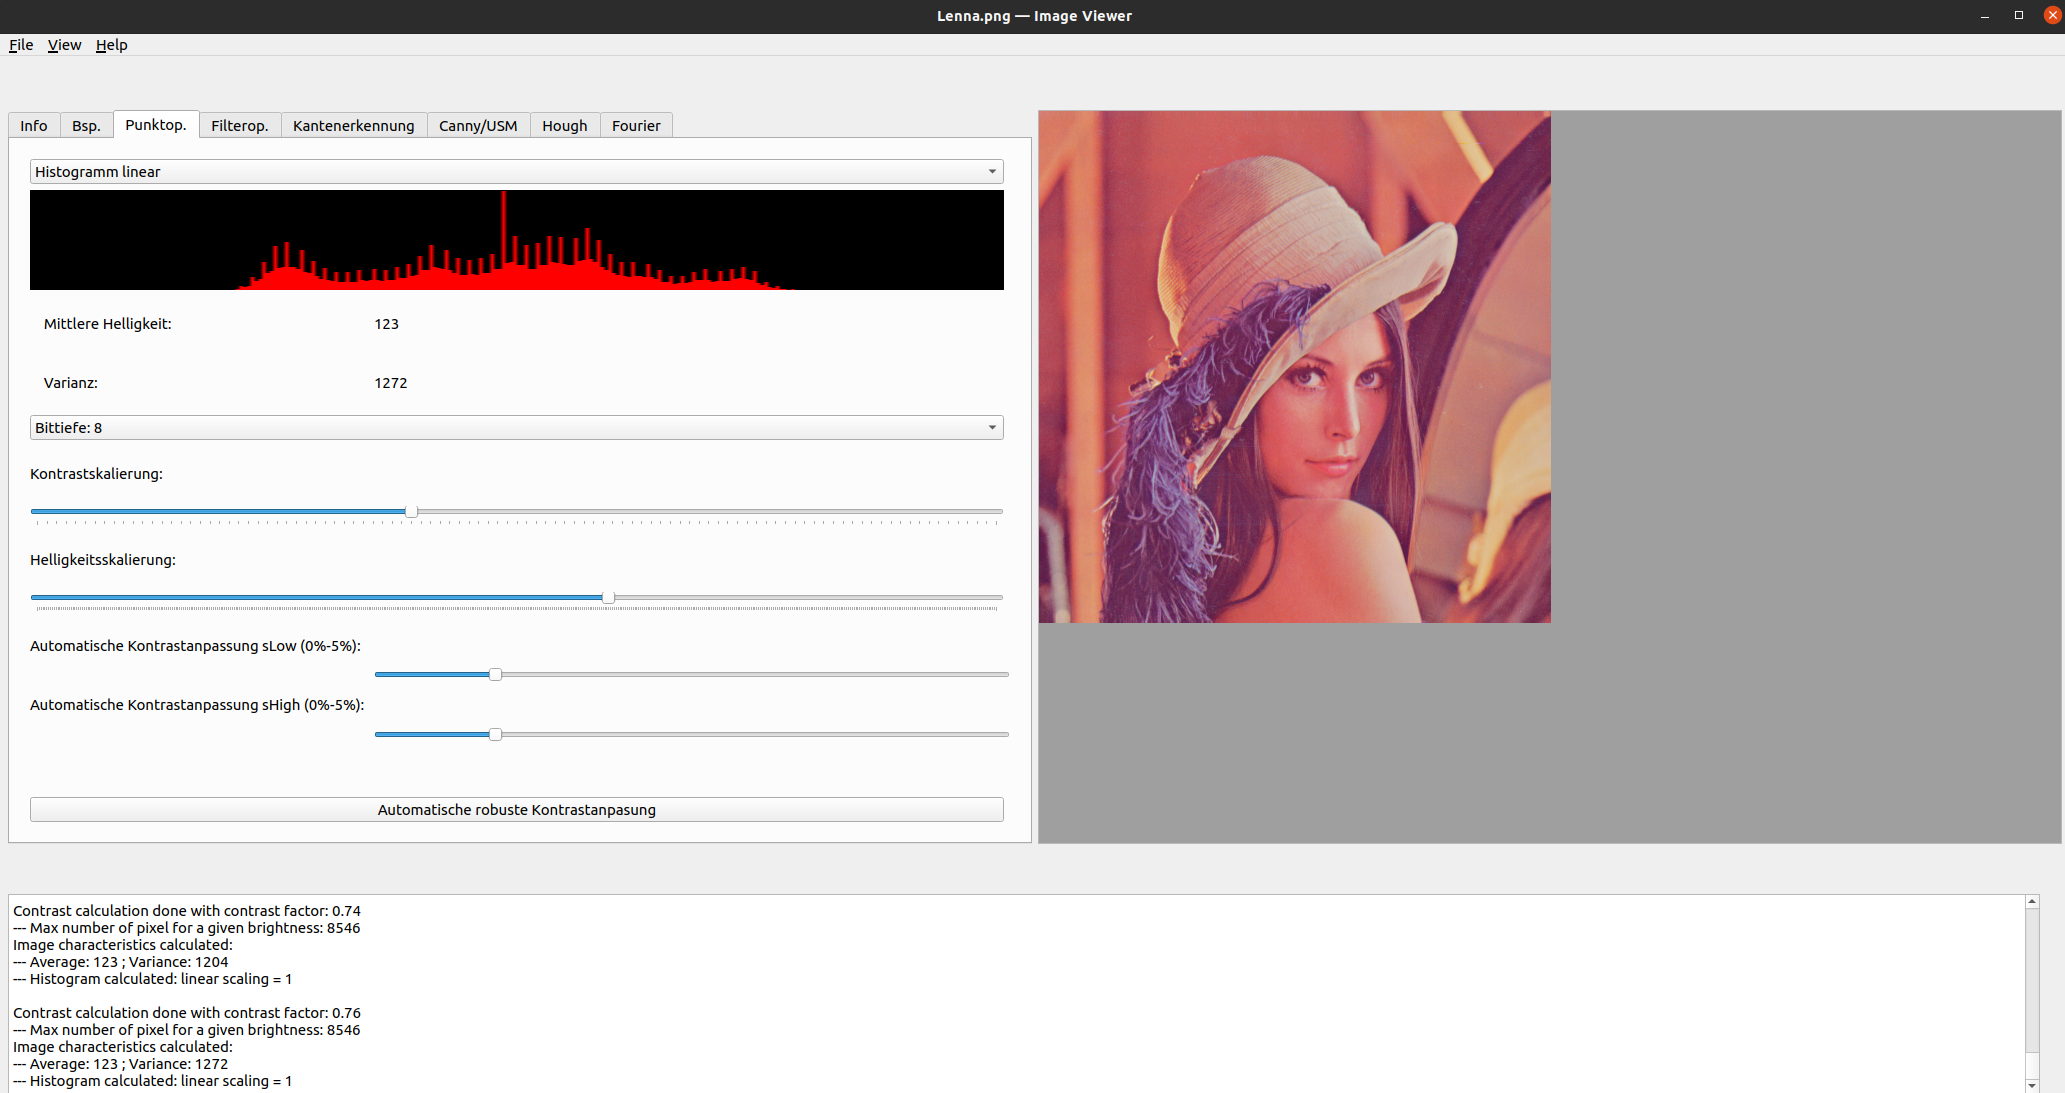 Lenna.png — Image Viewer
File View Help
Info Bsp. Punktop. Filterop. Kantenerkennung Canny/USM Hough Fourier
Histogramm linear
Mittlere Helligkeit: 123
Varianz: 1272
Bittiefe: 8
Kontrastskalierung:
Helligkeitsskalierung:
Automatische Kontrastanpassung sLow (0%-5%):
Automatische Kontrastanpassung sHigh (0%-5%):
Automatische robuste Kontrastanpasung
Contrast calculation done with contrast factor: 0.74
--- Max number of pixel for a given brightness: 8546
Image characteristics calculated:
--- Average: 123 ; Variance: 1204
--- Histogram calculated: linear scaling = 1
Contrast calculation done with contrast factor: 0.76
--- Max number of pixel for a given brightness: 8546
Image characteristics calculated:
--- Average: 123 ; Variance: 1272
--- Histogram calculated: linear scaling = 1